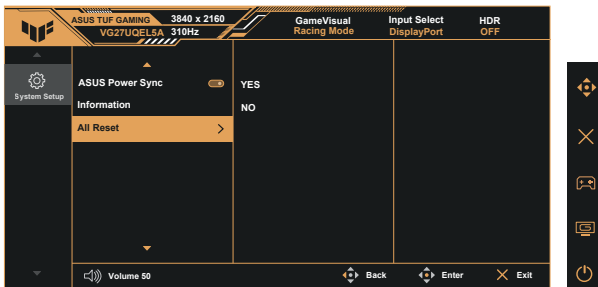 ASUS TUF GAMING 3840 x 2160
VG27UQEL5A 310Hz
GameVisual
Racing Mode
Input Select
DisplayPort
HDR
OFF
System Setup
ASUS Power Sync
Information
All Reset
YES
NO
Volume 50
Back
Enter
Exit